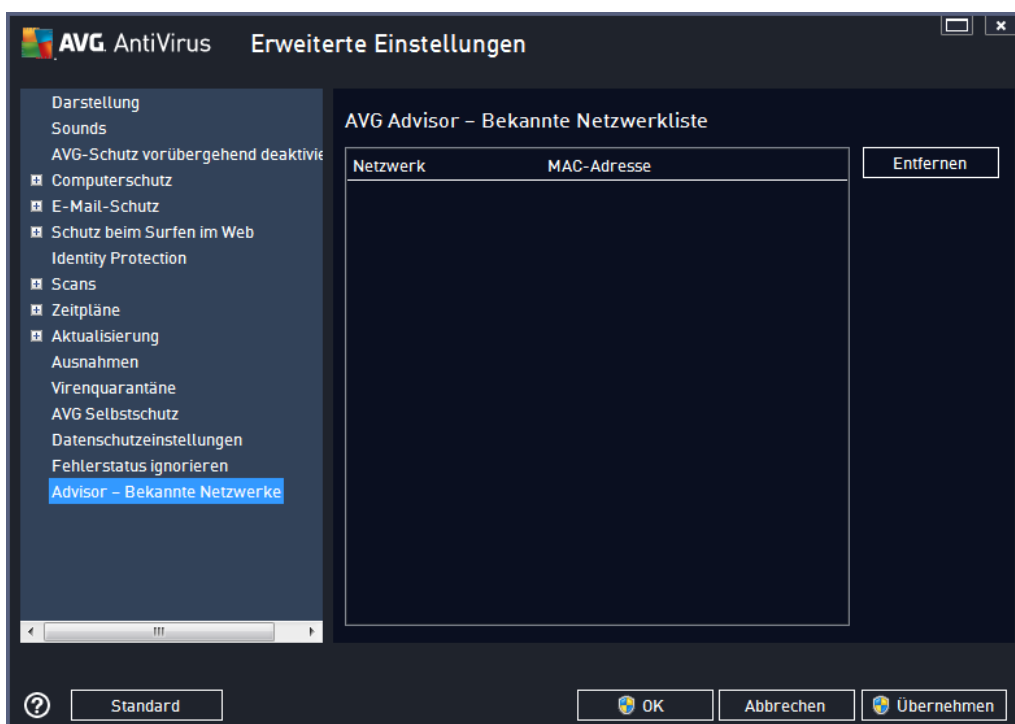 AVG. AntiVirus Erweiterte Einstellungen
Darstellung
Sounds
AVG-Schutz vorübergehend deaktivie
Computerschutz
E-Mail-Schutz
Schutz beim Surfen im Web
Identity Protection
Scans
Zeitpläne
Aktualisierung
Ausnahmen
Virenquarantäne
AVG Selbstschutz
Datenschutzeinstellungen
Fehlerstatus ignorieren
Advisor – Bekannte Netzwerke
AVG Advisor – Bekannte Netzwerkliste
Netzwerk MAC-Adresse
Entfernen
Standard OK Abbrechen Übernehmen